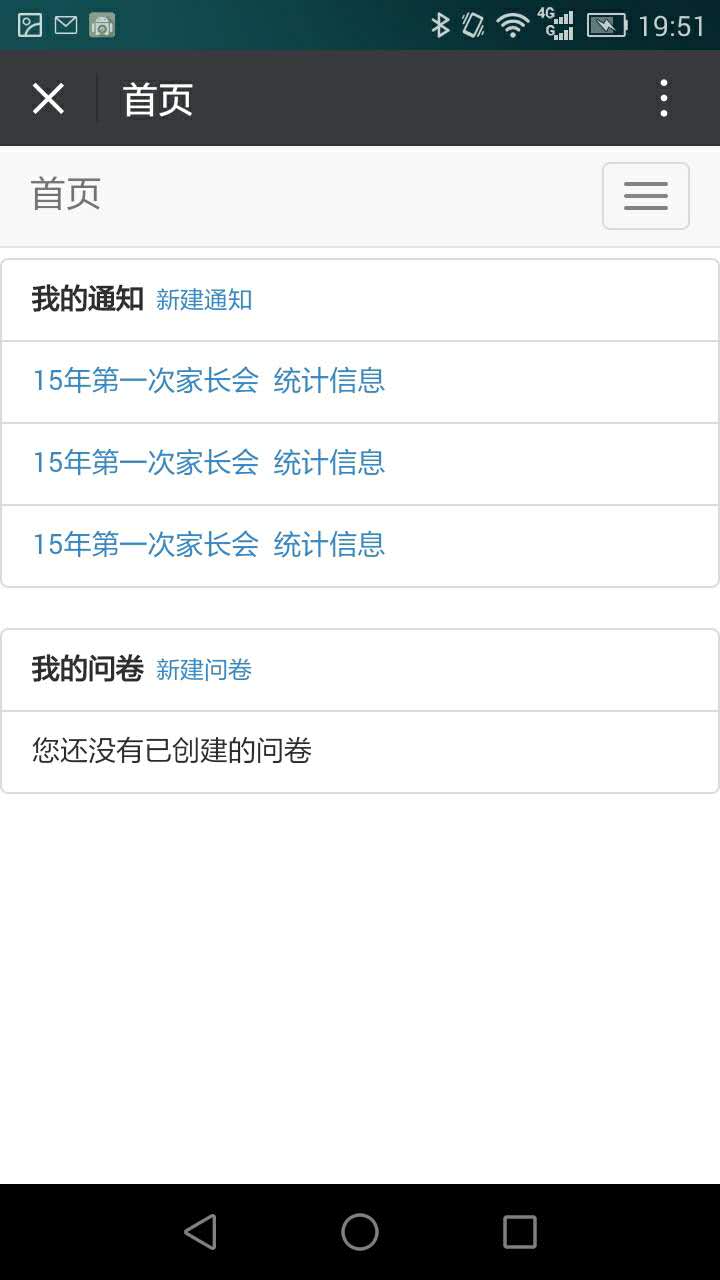 4G G 19:51
首页
首页
我的通知 新建通知
15年第一次家长会 统计信息
15年第一次家长会 统计信息
15年第一次家长会 统计信息
我的问卷 新建问卷
您还没有已创建的问卷